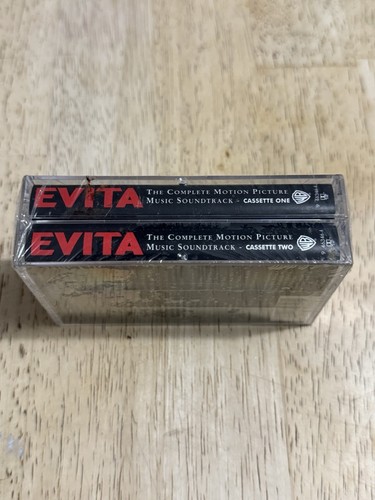 EVITA
THE COMPLETE MOTION PICTURE
MUSIC SOUNDTRACK - CASSETTE ONE
EVITA
THE COMPLETE MOTION PICTURE
MUSIC SOUNDTRACK - CASSETTE TWO